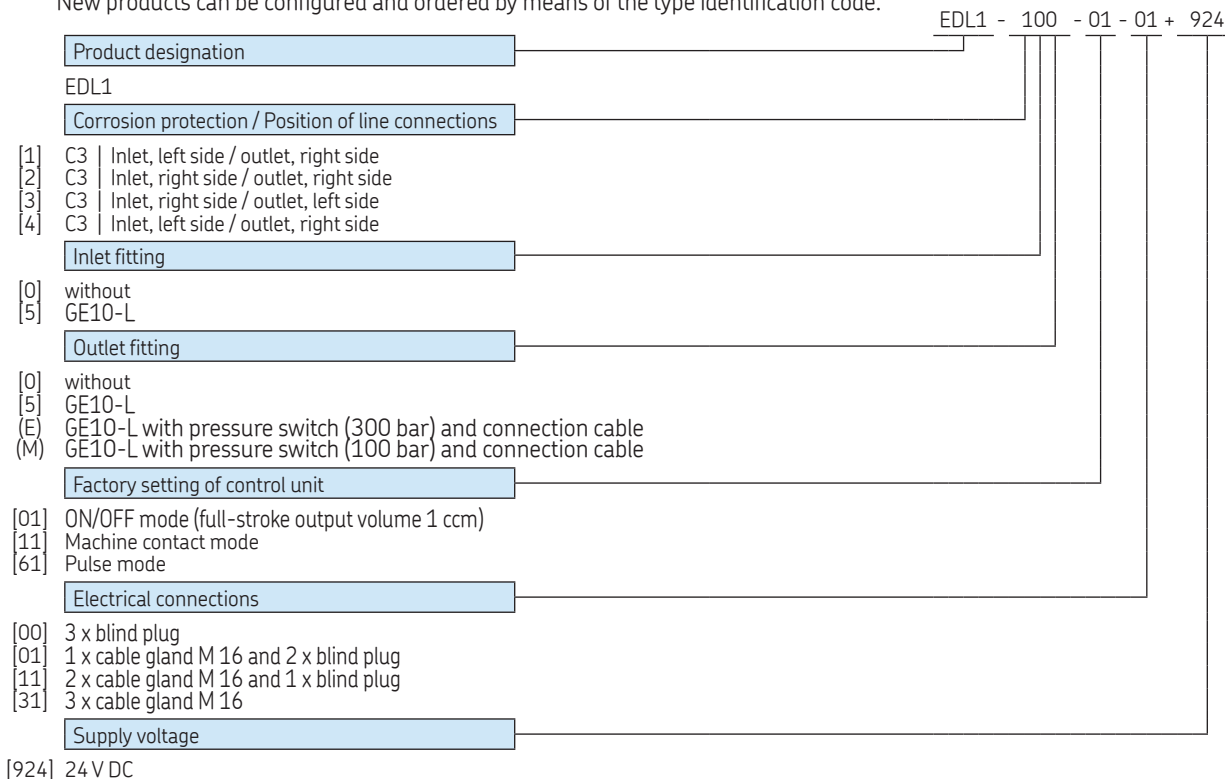 New products can be configured and ordered by means of the type identification code.
EDL1 - 100 - 01 - 01 + 924
Product designation
EDL1
Corrosion protection / Position of line connections
[1] C3 | Inlet, left side / outlet, right side
[2] C3 | Inlet, right side / outlet, right side
[3] C3 | Inlet, right side / outlet, left side
[4] C3 | Inlet, left side / outlet, right side
Inlet fitting
[0] without
[5] GE10-L
Outlet fitting
[0] without
[5] GE10-L
(E) GE10-L with pressure switch (300 bar) and connection cable
(M) GE10-L with pressure switch (100 bar) and connection cable
Factory setting of control unit
[01] ON/OFF mode (full-stroke output volume 1 ccm)
[11] Machine contact mode
[61] Pulse mode
Electrical connections
[00] 3 x blind plug
[01] 1 x cable gland M 16 and 2 x blind plug
[11] 2 x cable gland M 16 and 1 x blind plug
[31] 3 x cable gland M 16
Supply voltage
[924] 24 V DC